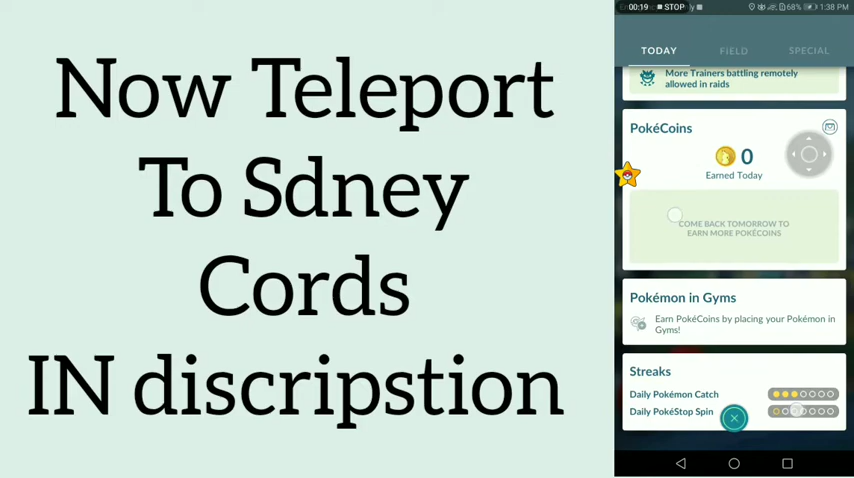 Now Teleport
To Sdney
Cords
IN discripstion
00:19 STOP
68% 1:38 PM
TODAY FIELD SPECIAL
More Trainers battling remotely
allowed in raids
PokéCoins
0
Earned Today
COME BACK TOMORROW TO
EARN MORE POKÉCOINS
Pokémon in Gyms
Earn PokéCoins by placing your Pokémon in
Gyms!
Streaks
Daily Pokémon Catch
Daily PokéStop Spin